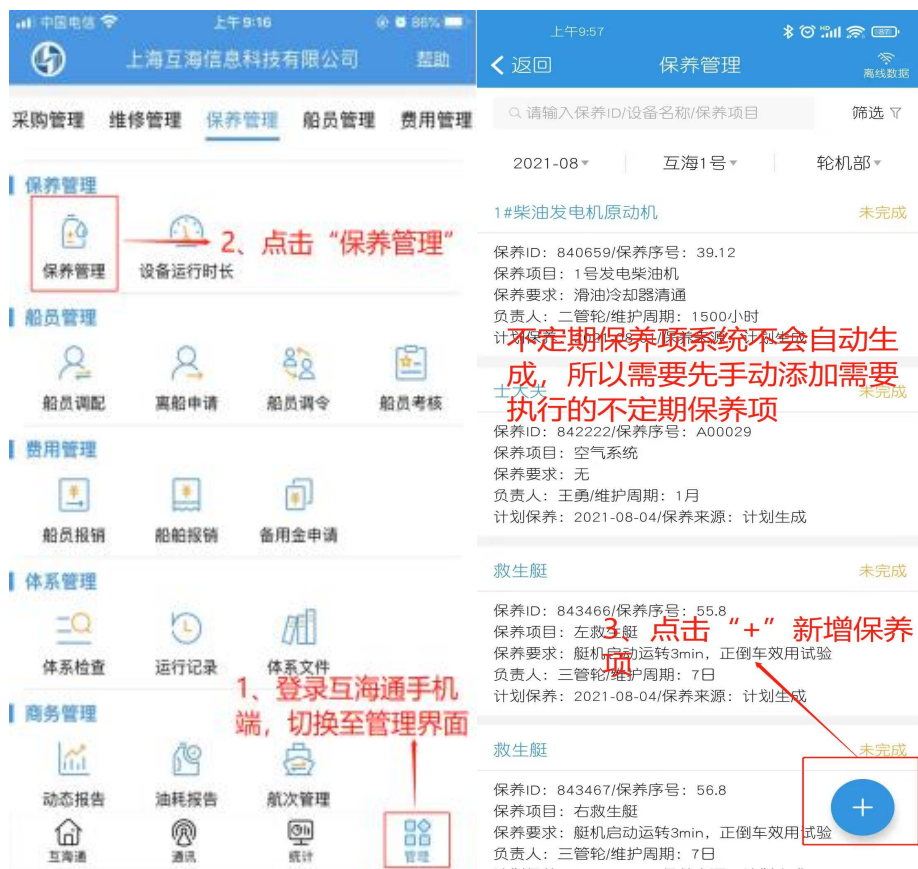 中国电信 上午9:16 86%
上海互海信息科技有限公司 帮助
采购管理 维修管理 保养管理 船员管理 费用管理
保养管理
保养管理 设备运行时长
2、点击“保养管理”
船员管理
船员调配 离船申请 船员调令 船员考核
费用管理
船员报销 船舶报销 备用金申请
体系管理
体系检查 运行记录 体系文件
1、登录互海通手机
端，切换至管理界面
商务管理
动态报告 油耗报告 航次管理
互海通 通讯 统计 管理
上午9:57
返回 保养管理 离线数据
请输入保养ID/设备名称/保养项目 筛选
2021-08 互海1号 轮机部
1#柴油发电机原动机 未完成
保养ID：840659/保养序号：39.12
保养项目：1号发电柴油机
保养要求：滑油冷却器清通
负责人：二管轮/维护周期：1500小时
计划保养：2021-08-01/保养来源：计划生成
不定期保养项系统不会自动生
成，所以需要先手动添加需要
执行的不定期保养项
士大夫 未完成
保养ID：842222/保养序号：A00029
保养项目：空气系统
保养要求：无
负责人：王勇/维护周期：1月
计划保养：2021-08-04/保养来源：计划生成
救生艇 未完成
保养ID：843466/保养序号：55.8
保养项目：左救生艇
保养要求：艇机启动运转3min，正倒车效用试验
负责人：三管轮/维护周期：7日
计划保养：2021-08-04/保养来源：计划生成
3、点击“+”新增保养
项
救生艇 未完成
保养ID：843467/保养序号：56.8
保养项目：右救生艇
保养要求：艇机启动运转3min，正倒车效用试验
负责人：三管轮/维护周期：7日